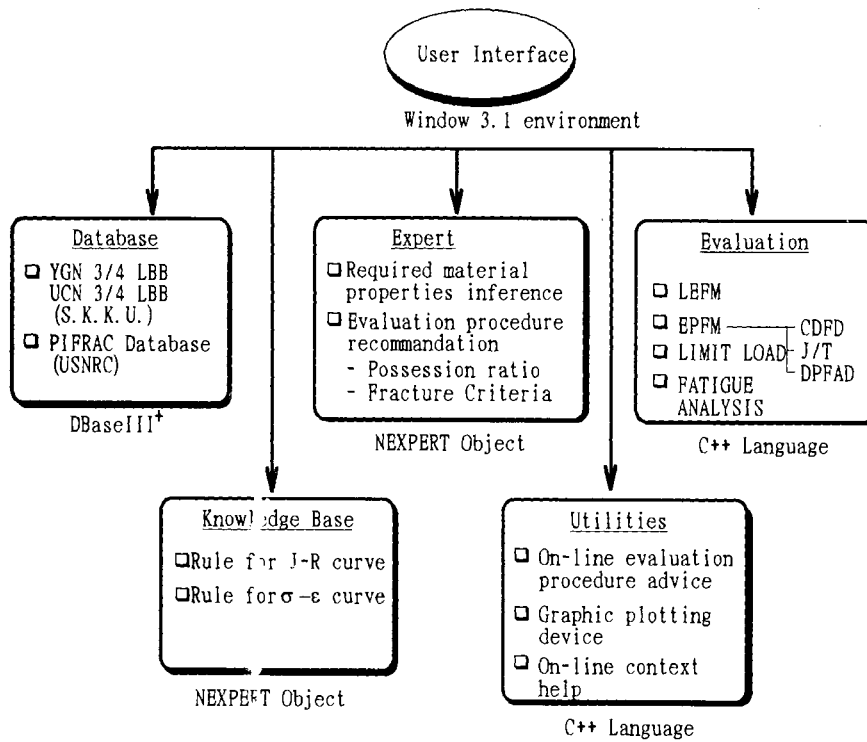 User Interface
Window 3.1 environment
Database
YGN 3/4 LBB
UCN 3/4 LBB
(S.K.K.U.)
PIFRAC Database
(USNRC)
DBaseIII+
Expert
Required material
properties inference
Evaluation procedure
recommandation
- Possession ratio
- Fracture Criteria
NEXPERT Object
Evaluation
LEFM
EPFM
CDFD
J/T
DPFAD
LIMIT LOAD
FATIGUE
ANALYSIS
C++ Language
Knowledge Base
Rule for J-R curve
Rule for σ-ε curve
NEXPERT Object
Utilities
On-line evaluation
procedure advice
Graphic plotting
device
On-line context
help
C++ Language